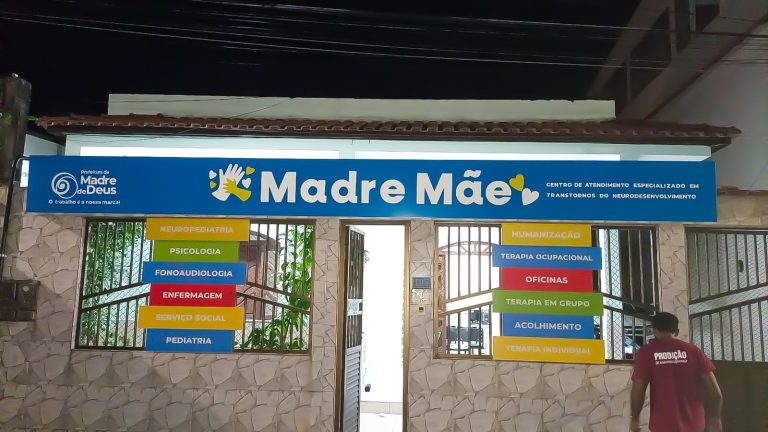 Prefeitura de
Madre
de Deus
O trabalho é a nossa marca!
Madre Mãe
CENTRO DE ATENDIMENTO ESPECIALIZADO EM
TRANSTORNOS DO NEURODESENVOLVIMENTO
NEUROPEDIATRIA
PSICOLOGIA
FONOAUDIOLOGIA
ENFERMAGEM
SERVIÇO SOCIAL
PEDIATRIA
HUMANIZAÇÃO
TERAPIA OCUPACIONAL
OFICINAS
TERAPIA EM GRUPO
ACOLHIMENTO
TERAPIA INDIVIDUAL
PRODUÇÃO